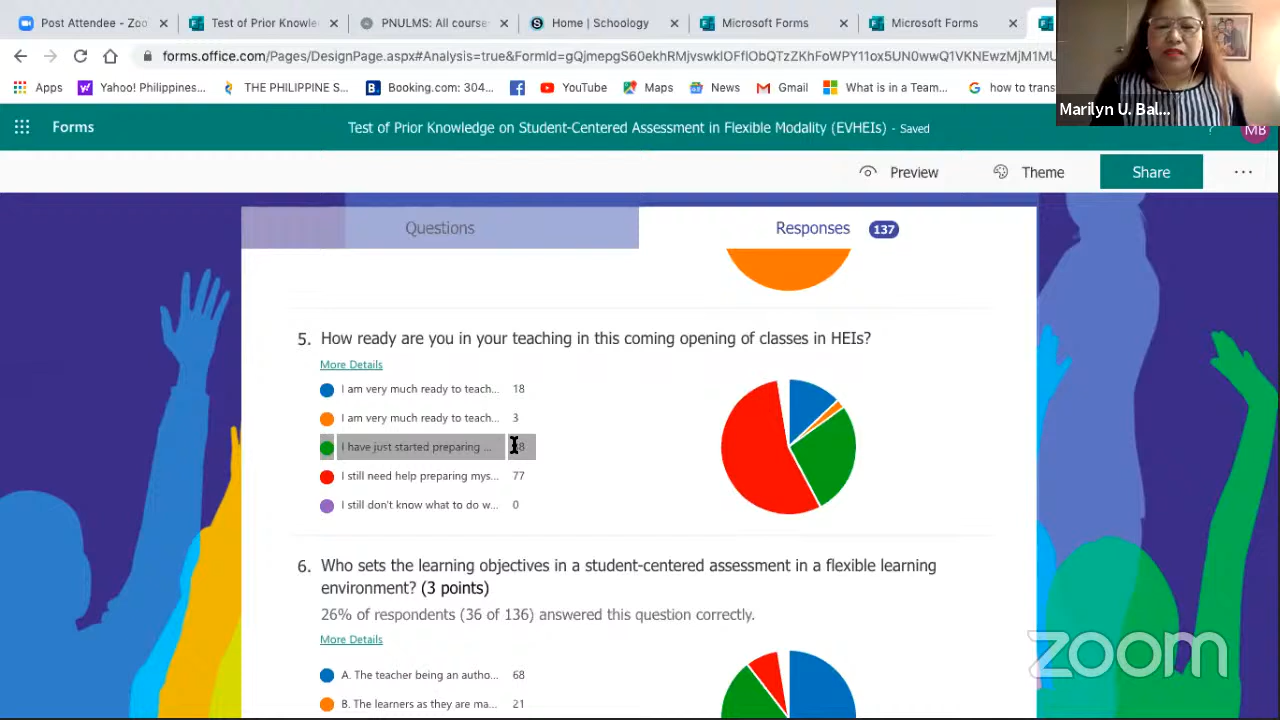 Post Attendee - Zoo
Test of Prior Knowle
PNULMS: All course
Home | Schoology
Microsoft Forms
Microsoft Forms
forms.office.com/Pages/DesignPage.aspx#Analysis=true&FormId=
Apps
Yahoo! Philippines...
THE PHILIPPINE S...
Booking.com: 304...
YouTube
Maps
News
Gmail
What is in a Team...
how to trans
Marilyn U. Bal...
Forms
Test of Prior Knowledge on Student-Centered Assessment in Flexible Modality (EVHEIs) - Saved
?
MB
Preview
Theme
Share
...
Questions
Responses 137
5. How ready are you in your teaching in this coming opening of classes in HEIs?
More Details
I am very much ready to teach... 18
I am very much ready to teach... 3
I have just started preparing ...
I still need help preparing mys... 77
I still don't know what to do w... 0
6. Who sets the learning objectives in a student-centered assessment in a flexible learning
environment? (3 points)
26% of respondents (36 of 136) answered this question correctly.
More Details
A. The teacher being an autho... 68
B. The learners as they are ma... 21
zoom